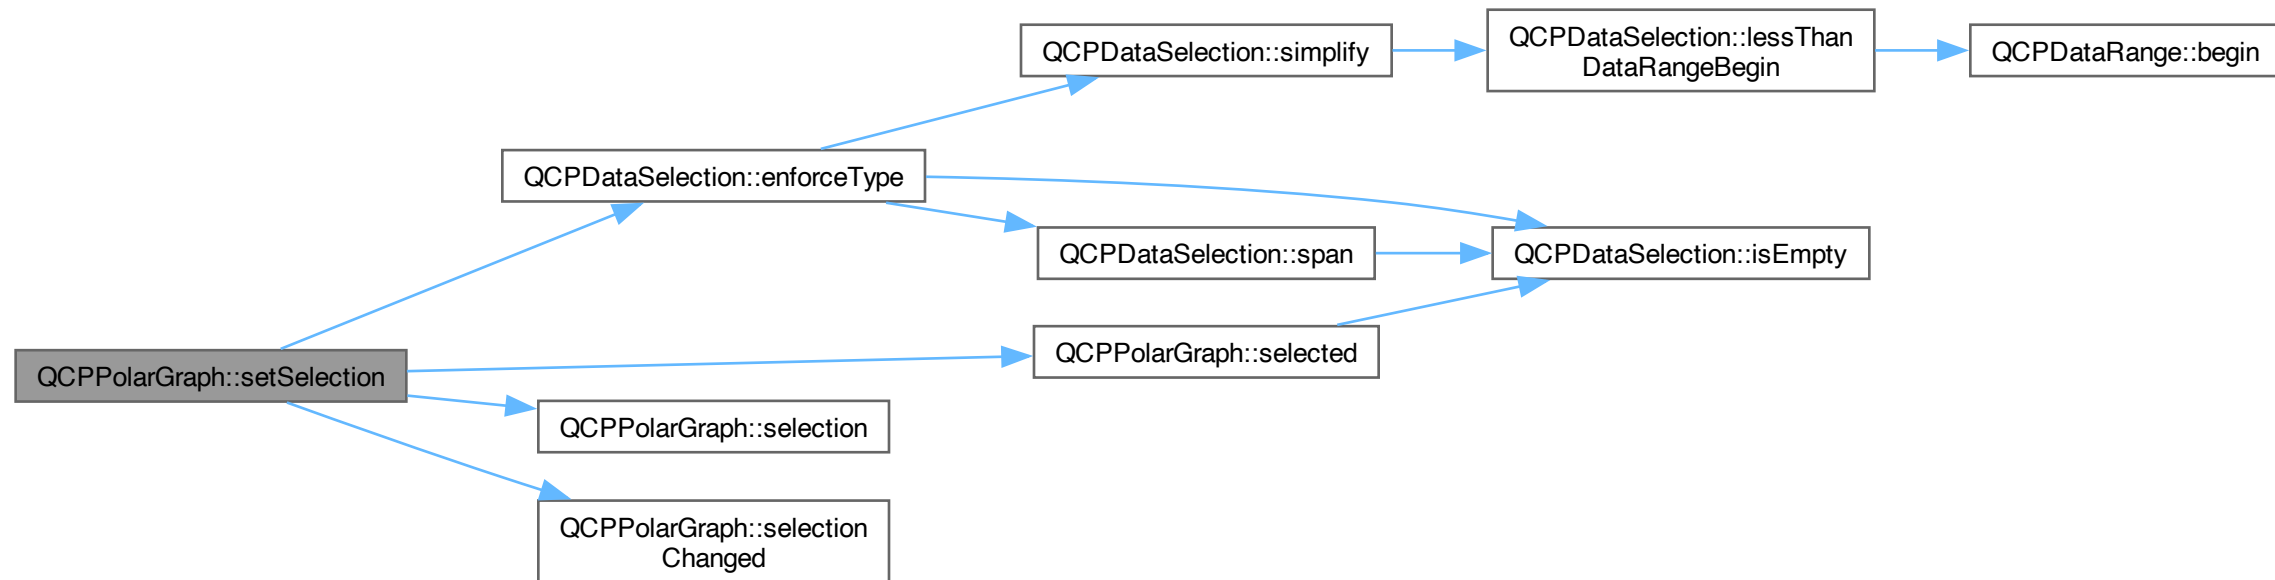 QCPPolarGraph::setSelection
QCPDataSelection::enforceType
QCPDataSelection::simplify
QCPDataSelection::lessThan
DataRangeBegin
QCPDataRange::begin
QCPDataSelection::span
QCPDataSelection::isEmpty
QCPPolarGraph::selected
QCPPolarGraph::selection
QCPPolarGraph::selection
Changed